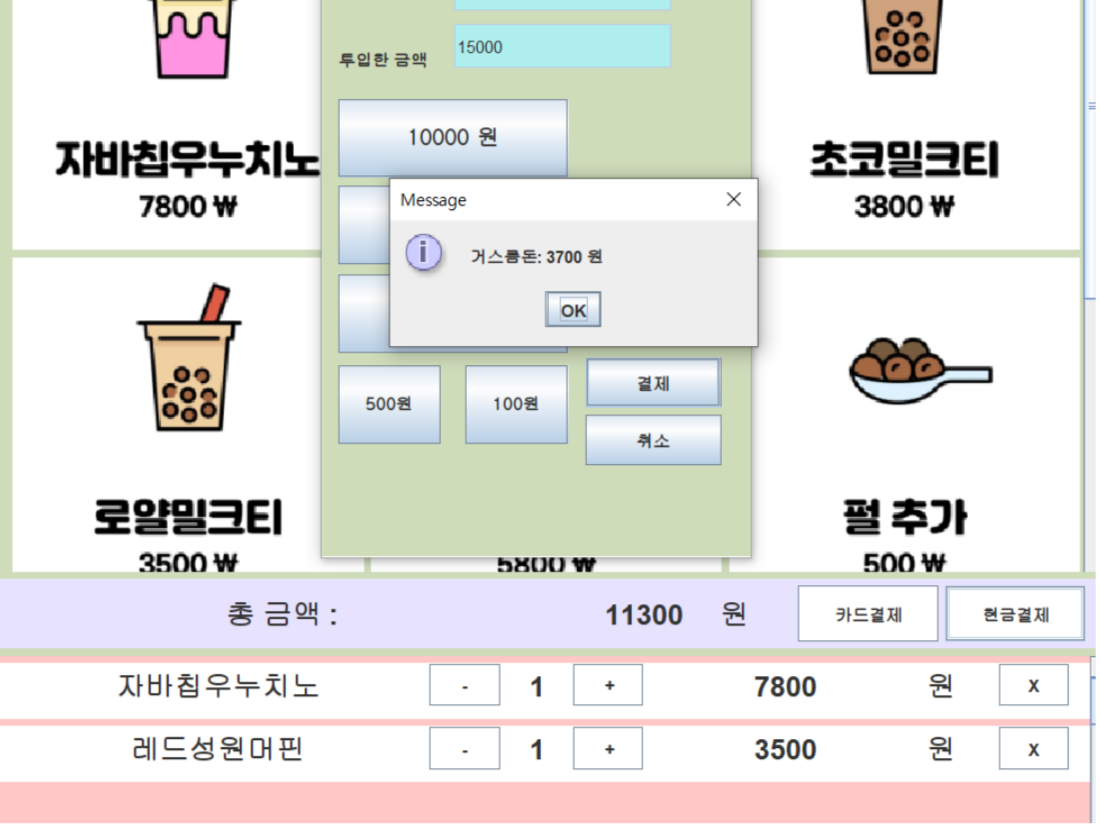 투입한 금액
15000
10000 원
자바칩우누치노
7800 ₩
초코밀크티
3800 ₩
Message
거스름돈: 3700 원
OK
500원
100원
결제
취소
로얄밀크티
3500 ₩
5800 ₩
펄 추가
500 ₩
총 금액 :
11300
원
카드결제
현금결제
자바칩우누치노
-
1
+
7800
원
X
레드성원머핀
-
1
+
3500
원
X